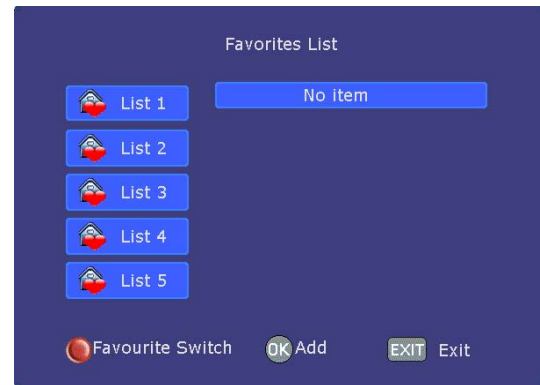 Favorites List
No item
List 1
List 2
List 3
List 4
List 5
Favourite Switch OK Add EXIT Exit